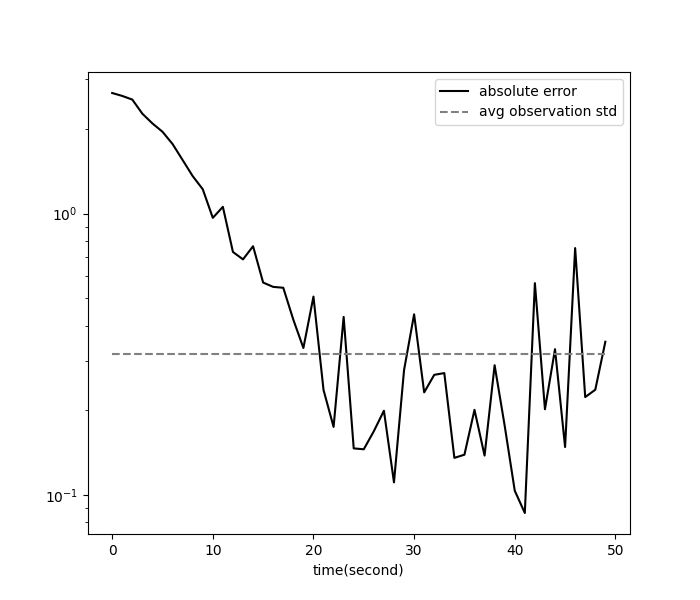 absolute error
avg observation std
10⁰
10⁻¹
0 10 20 30 40 50
time(second)